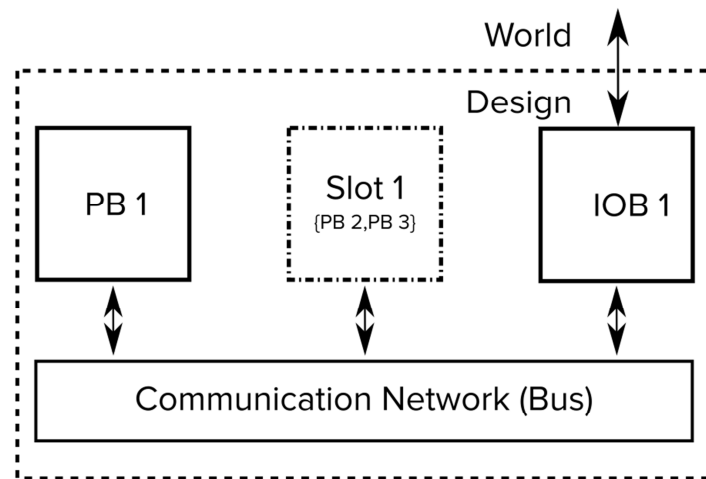 World
Design
PB 1
Slot 1
{PB 2,PB 3}
IOB 1
Communication Network (Bus)